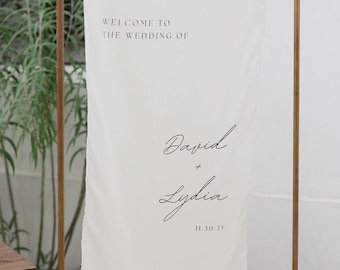 WELCOME TO
THE WEDDING OF
David
+
Lydia
11.30.23